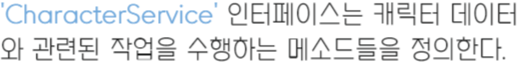 'CharacterService' 인터페이스는 캐릭터 데이터
와 관련된 작업을 수행하는 메소드들을 정의한다.